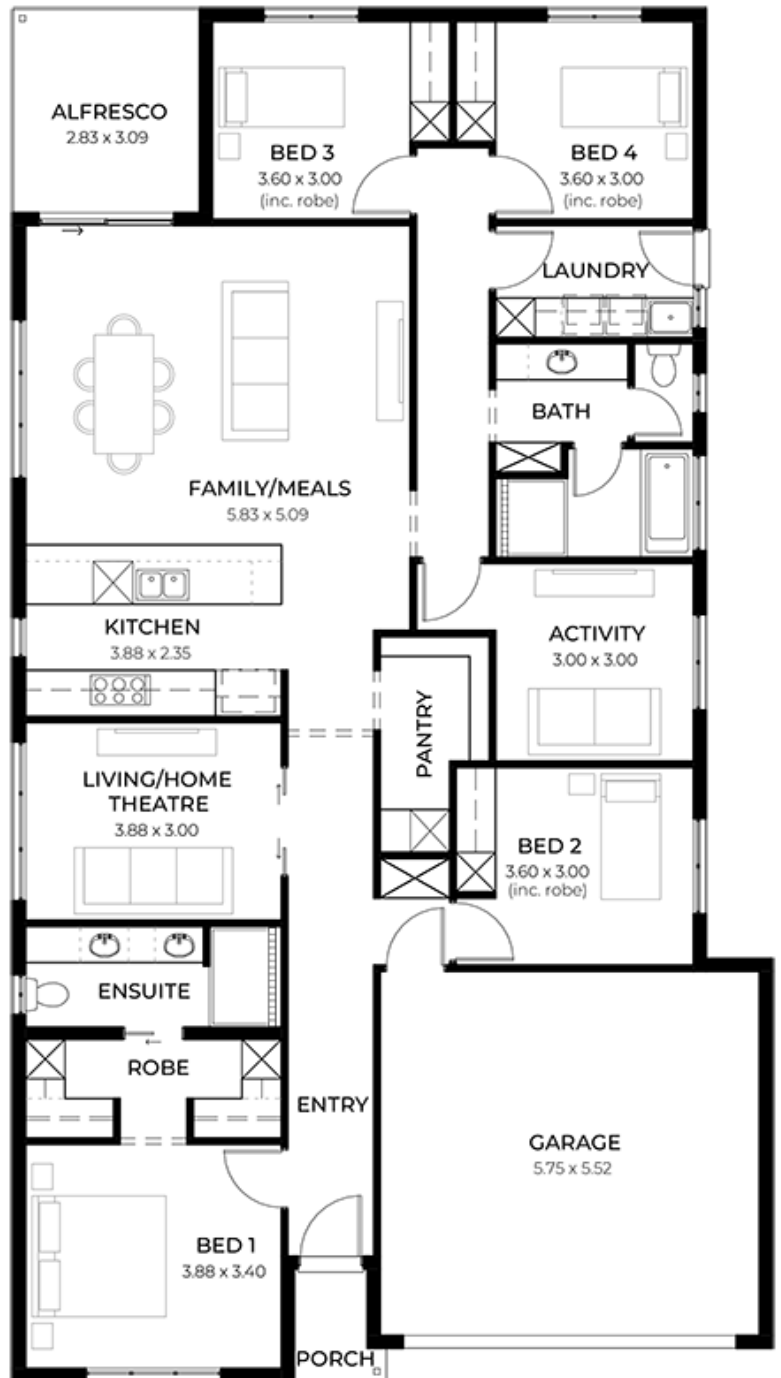 ALFRESCO
2.83 x 3.09
BED 3
3.60 x 3.00
(inc. robe)
BED 4
3.60 x 3.00
(inc. robe)
LAUNDRY
BATH
FAMILY/MEALS
5.83 x 5.09
KITCHEN
3.88 x 2.35
ACTIVITY
3.00 x 3.00
PANTRY
LIVING/HOME
THEATRE
3.88 x 3.00
BED 2
3.60 x 3.00
(inc. robe)
ENSUITE
ROBE
ENTRY
GARAGE
5.75 x 5.52
BED 1
3.88 x 3.40
PORCH